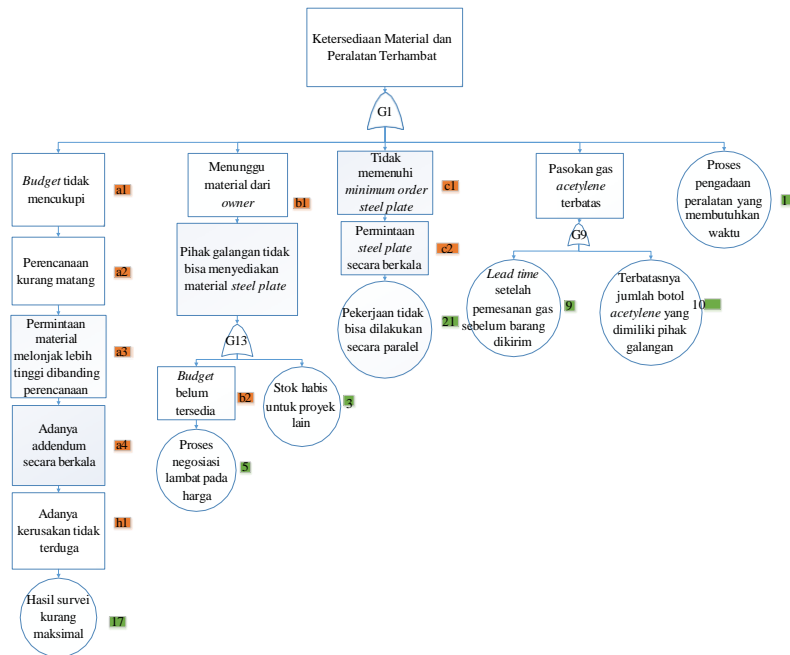 Ketersediaan Material dan
Peralatan Terhambat
G1
Budget tidak
mencukupi
a1
Perencanaan
kurang matang
a2
Permintaan
material
melonjak lebih
tinggi dibanding
perencanaan
a3
Adanya
addendum
secara berkala
a4
Adanya
kerusakan tidak
terduga
h1
Hasil survei
kurang
maksimal
17
Menunggu
material dari
owner
b1
Pihak galangan tidak
bisa menyediakan
material steel plate
G13
Budget
belum
tersedia
b2
Proses
negosiasi
lambat pada
harga
5
Stok habis
untuk proyek
lain
3
Tidak
memenuhi
minimum order
steel plate
c1
Permintaan
steel plate
secara berkala
c2
Pekerjaan tidak
bisa dilakukan
secara paralel
21
Pasokan gas
acetylene
terbatas
G9
Lead time
setelah
pemesanan gas
sebelum barang
dikirim
9
Terbatasnya
jumlah botol
acetylene yang
dimiliki pihak
galangan
10
Proses
pengadaan
peralatan yang
membutuhkan
waktu
1